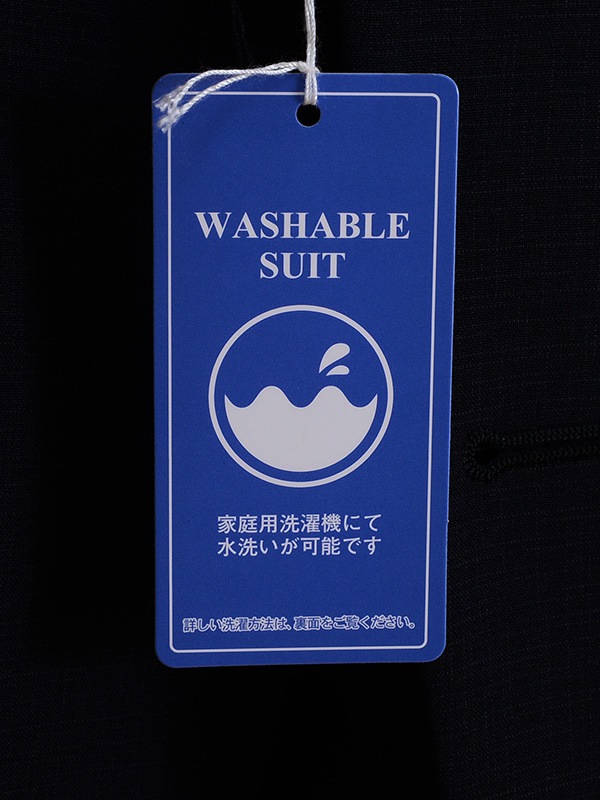 WASHABLE
SUIT
家庭用洗濯機にて
水洗いが可能です
詳しい洗濯方法は、裏面をご覧ください。